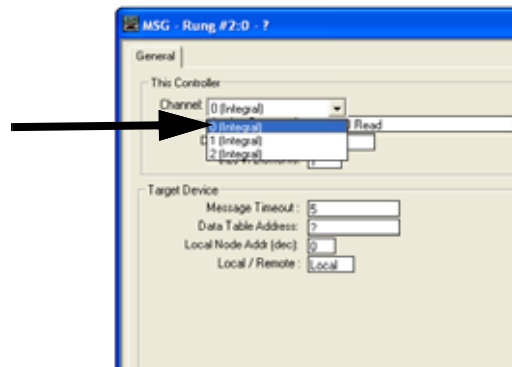 MSG - Rung #2:0 - ?
General
This Controller
Channel: 0 (Integral)
0 (Integral)
Read
1 (Integral)
2 (Integral)
Target Device
Message Timeout : 5
Data Table Address: ?
Local Node Addr (dec): 0
Local / Remote : Local